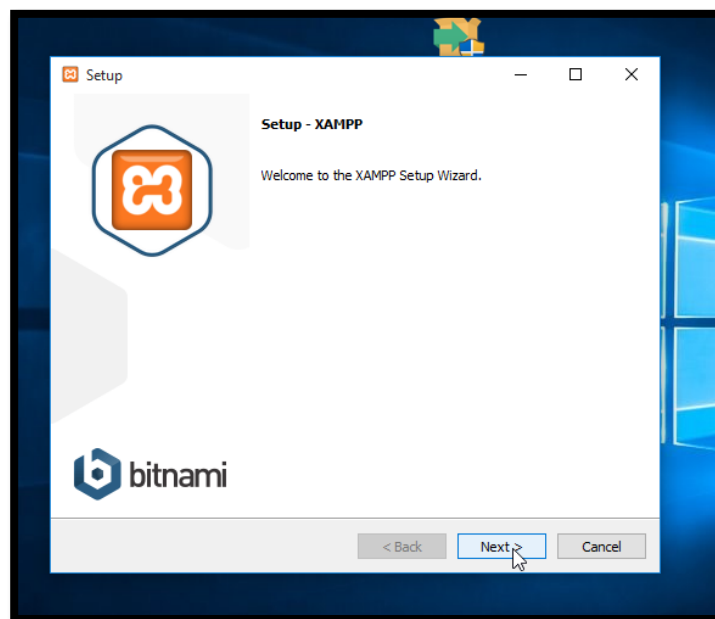 Setup
Setup - XAMPP
Welcome to the XAMPP Setup Wizard.
bitnami
< Back
Next >
Cancel